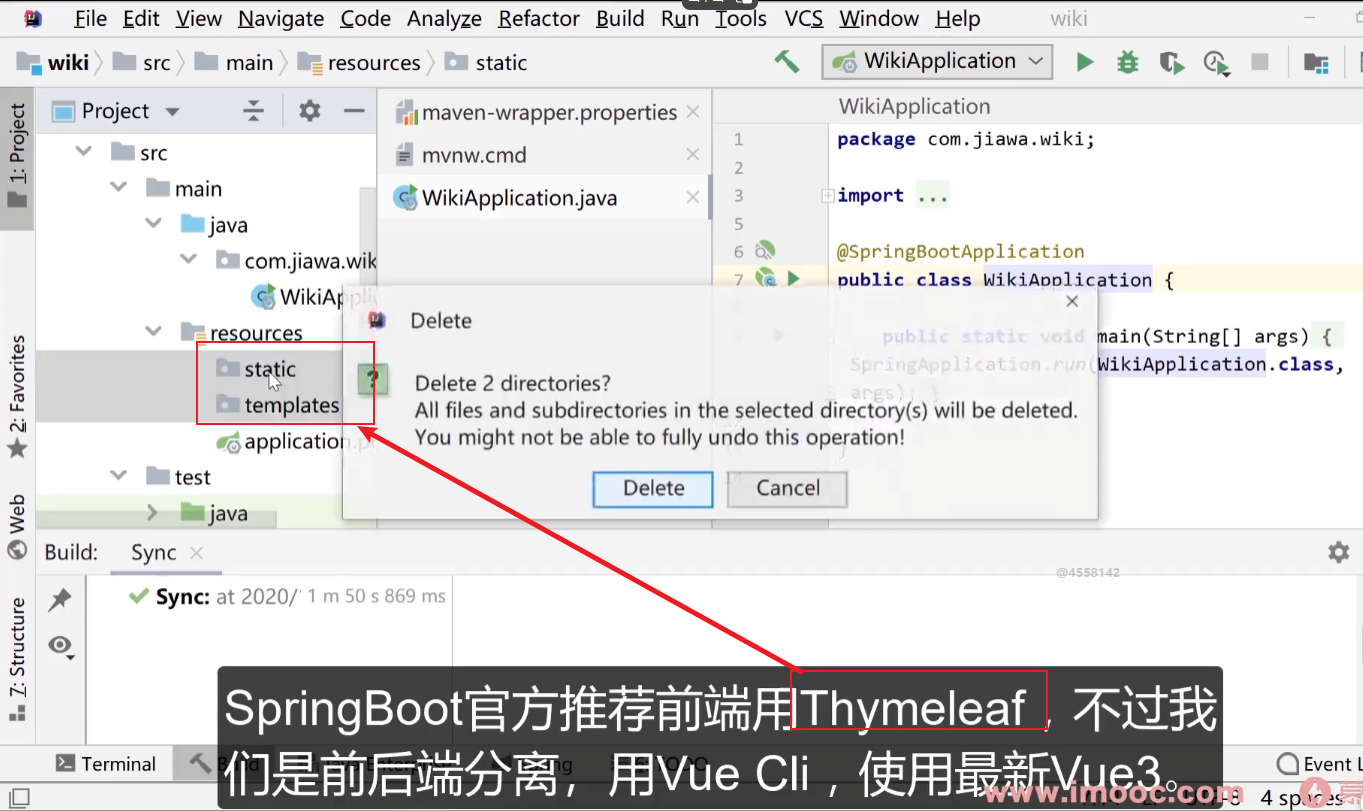 File Edit View Navigate Code Analyze Refactor Build Run Tools VCS Window Help wiki
wiki src main resources static WikiApplication
1: Project
2: Favorites
Web
7: Structure
Project
src
main
java
com.jiawa.wik
WikiAppli
resources
static
templates
application.pr
test
java
maven-wrapper.properties
mvnw.cmd
WikiApplication.java
WikiApplication
1 package com.jiawa.wiki;
2
3 import ...
5
6 @SpringBootApplication
7 public class WikiApplication {
public static void main(String[] args) {
SpringApplication.run(WikiApplication.class,
args); }
}
Delete
Delete 2 directories?
All files and subdirectories in the selected directory(s) will be deleted.
You might not be able to fully undo this operation!
Delete Cancel
Build: Sync
@4558142
Sync: at 2020/ 1 m 50 s 869 ms
SpringBoot官方推荐前端用Thymeleaf，不过我
们是前后端分离，用Vue Cli，使用最新Vue3。
Terminal Build Event L
www.imooc.com
4 spaces